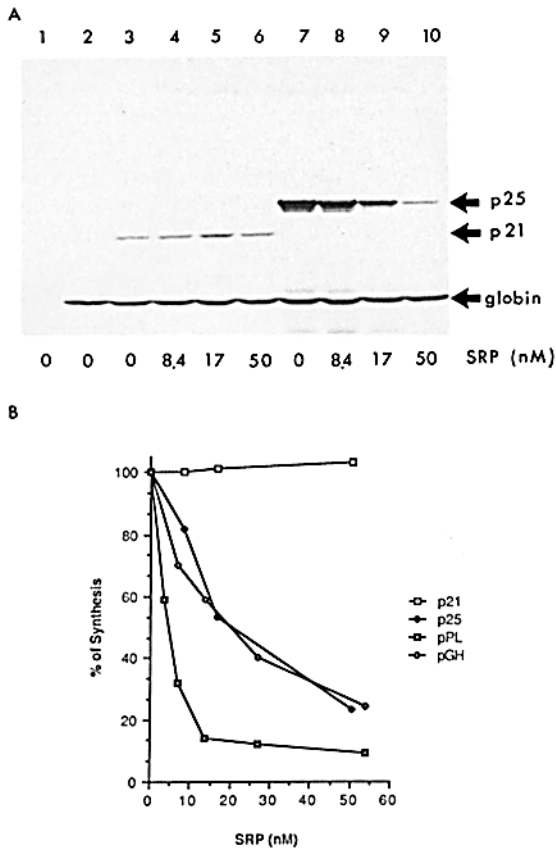 A
1 2 3 4 5 6 7 8 9 10
p25
p21
globin
0 0 0 8.4 17 50 0 8.4 17 50 SRP (nM)
B
100
80
60
40
20
0
% of Synthesis
0 10 20 30 40 50 60
SRP (nM)
p21
p25
pPL
pGH